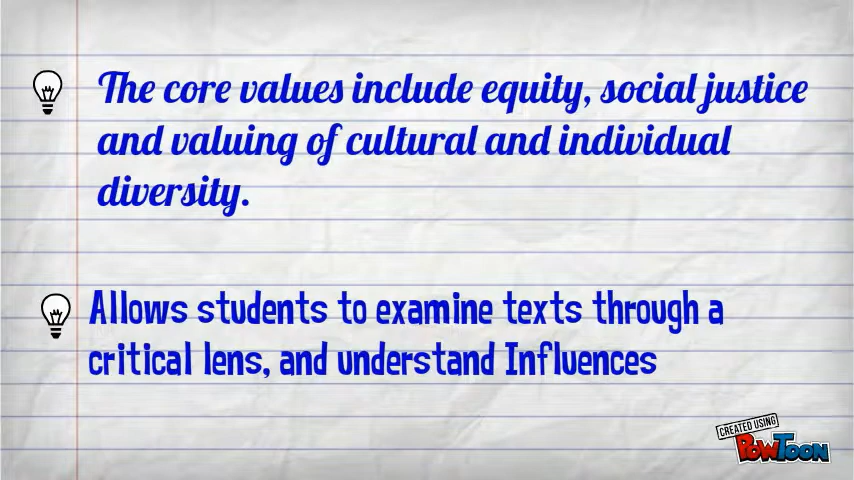 The core values include equity, social justice
and valuing of cultural and individual
diversity.
Allows students to examine texts through a
critical lens, and understand Influences
CREATED USING
POWTOON